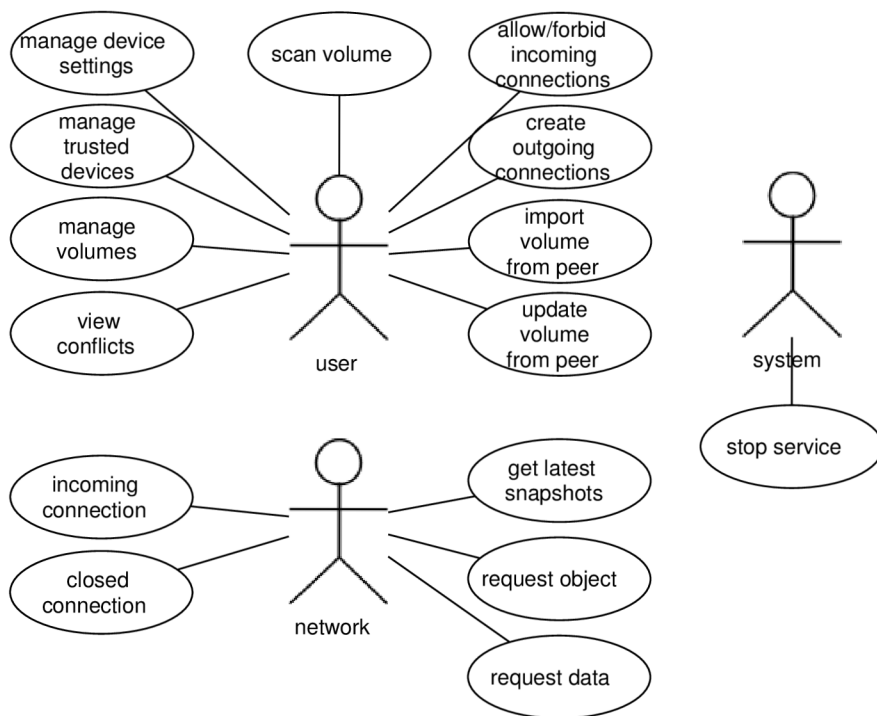 manage device
settings
scan volume
allow/forbid
incoming
connections
manage
trusted
devices
create
outgoing
connections
manage
volumes
import
volume
from peer
view
conflicts
update
volume
from peer
user
system
stop service
incoming
connection
get latest
snapshots
closed
connection
request object
network
request data